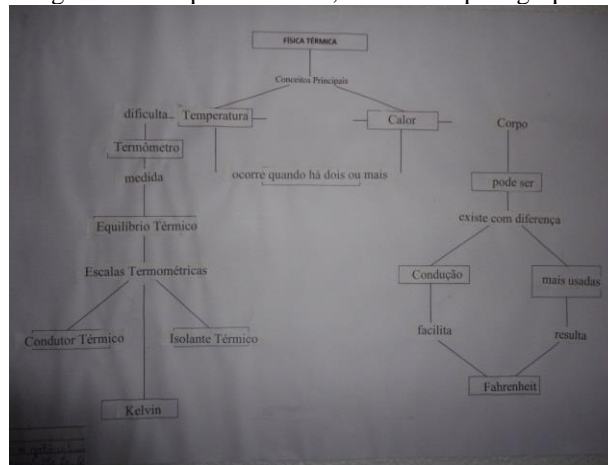 FÍSICA TÉRMICA
Conceitos Principais
dificulta
Temperatura
Calor
Corpo
Termômetro
medida
ocorre quando há dois ou mais
pode ser
Equilíbrio Térmico
existe com diferença
Escalas Termométricas
Condução
mais usadas
Condutor Térmico
Isolante Térmico
facilita
resulta
Fahrenheit
Kelvin